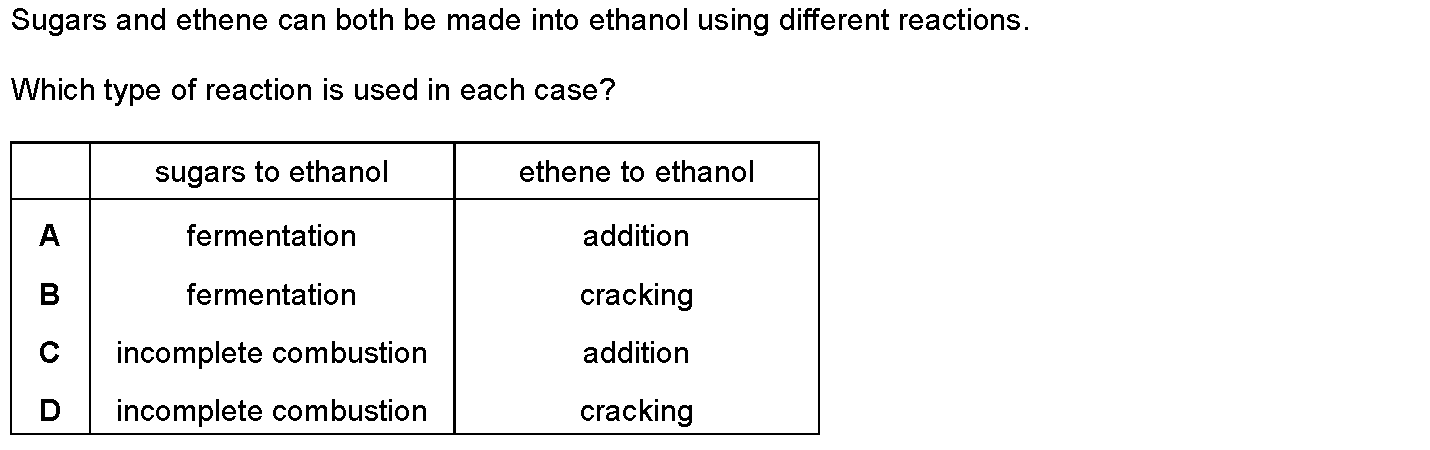 Sugars and ethene can both be made into ethanol using different reactions.
Which type of reaction is used in each case?
sugars to ethanol ethene to ethanol
A fermentation addition
B fermentation cracking
C incomplete combustion addition
D incomplete combustion cracking